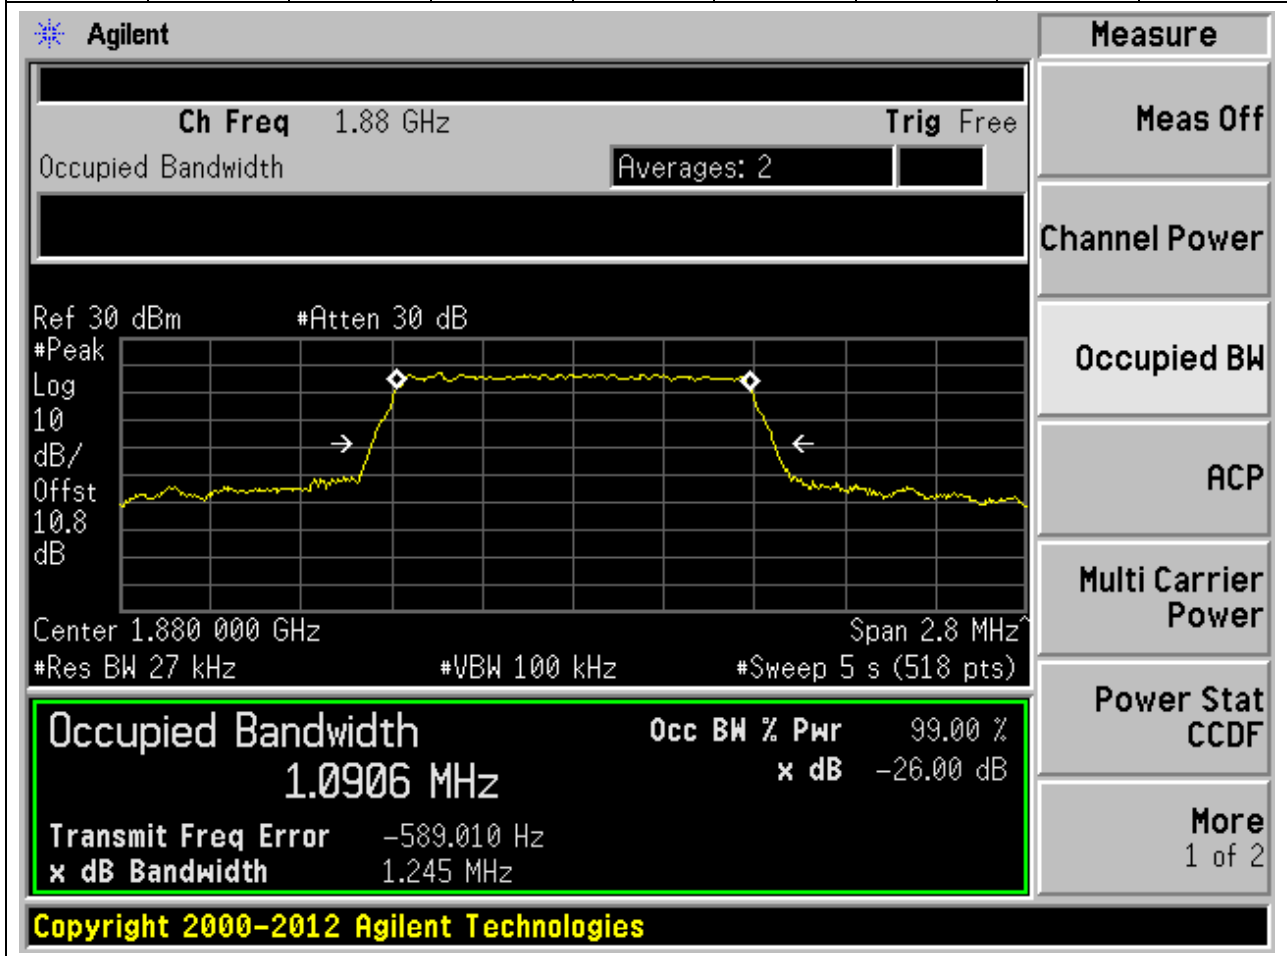 Agilent
Measure
Ch Freq 1.88 GHz Trig Free
Occupied Bandwidth Averages: 2
Meas Off
Channel Power
Occupied BW
ACP
Multi Carrier
Power
Power Stat
CCDF
More
1 of 2
Ref 30 dBm #Atten 30 dB
#Peak
Log
10
dB/
Offst
10.8
dB
Center 1.880 000 GHz Span 2.8 MHz^
#Res BW 27 kHz #VBW 100 kHz #Sweep 5 s (518 pts)
Occupied Bandwidth Occ BW % Pwr 99.00 %
1.0906 MHz x dB -26.00 dB
Transmit Freq Error -589.010 Hz
x dB Bandwidth 1.245 MHz
Copyright 2000-2012 Agilent Technologies